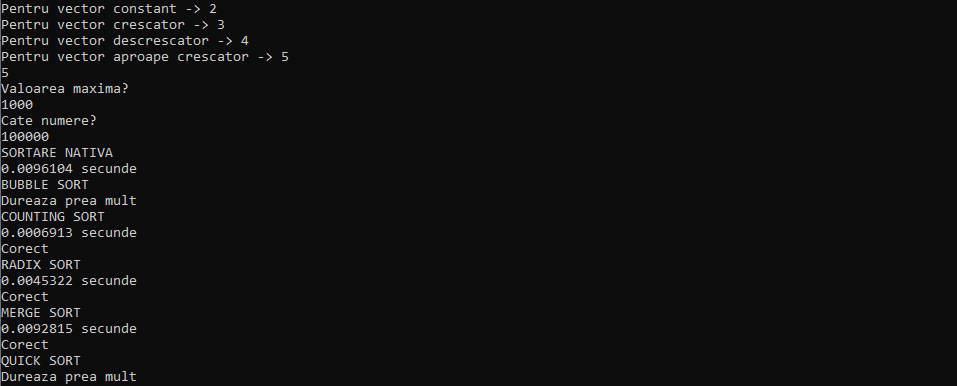 Pentru vector constant -> 2
Pentru vector crescator -> 3
Pentru vector descrescator -> 4
Pentru vector aproape crescator -> 5
5
Valoarea maxima?
1000
Cate numere?
100000
SORTARE NATIVA
0.0096104 secunde
BUBBLE SORT
Dureaza prea mult
COUNTING SORT
0.0006913 secunde
Corect
RADIX SORT
0.0045322 secunde
Corect
MERGE SORT
0.0092815 secunde
Corect
QUICK SORT
Dureaza prea mult